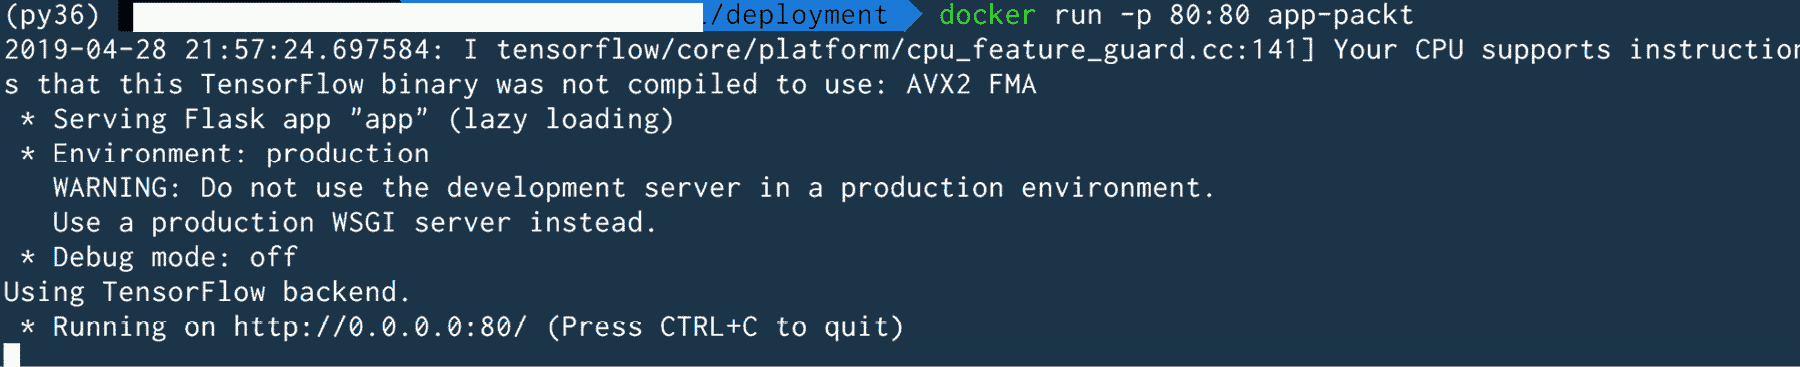 (py36) /deployment docker run -p 80:80 app-packt
2019-04-28 21:57:24.697584: I tensorflow/core/platform/cpu_feature_guard.cc:141] Your CPU supports instruction
s that this TensorFlow binary was not compiled to use: AVX2 FMA
 * Serving Flask app "app" (lazy loading)
 * Environment: production
   WARNING: Do not use the development server in a production environment.
   Use a production WSGI server instead.
 * Debug mode: off
Using TensorFlow backend.
 * Running on http://0.0.0.0:80/ (Press CTRL+C to quit)